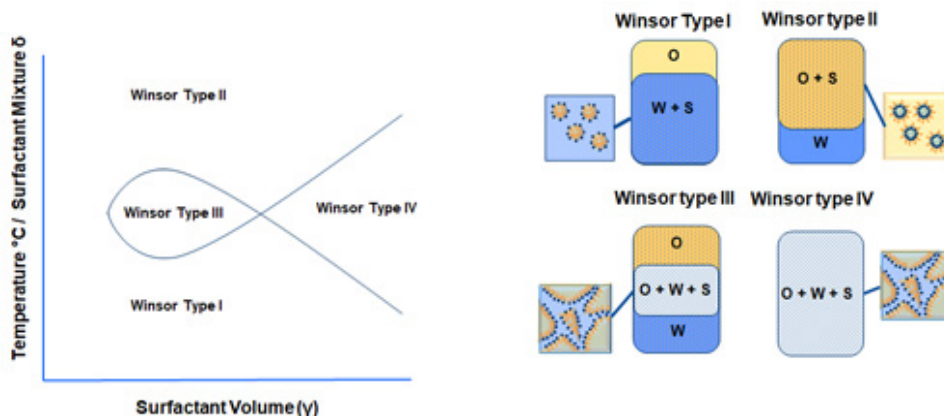 Temperature °C / Surfactant Mixture δ
Winsor Type II
Winsor Type III
Winsor Type IV
Winsor Type I
Surfactant Volume (γ)
Winsor Type I
O
W + S
Winsor type II
O + S
W
Winsor type III
O
O + W + S
W
Winsor type IV
O + W + S